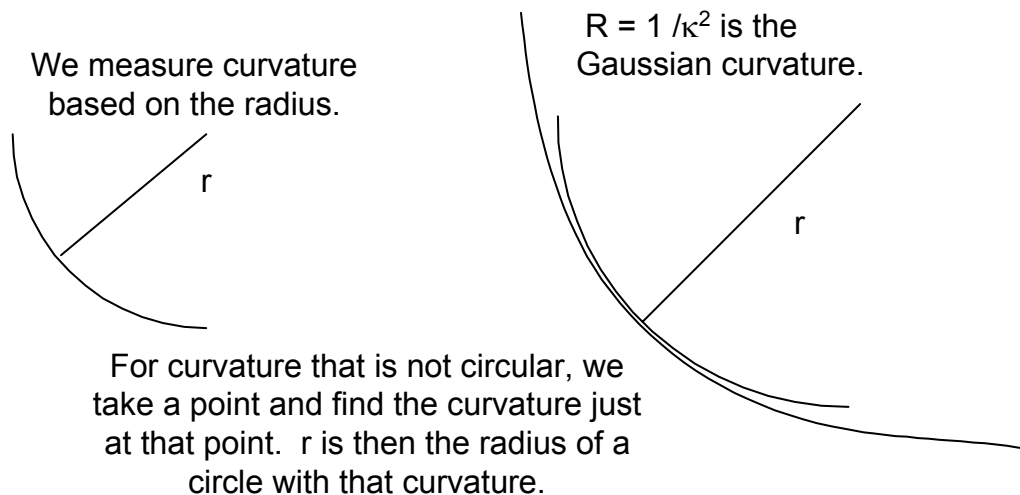 We measure curvature
based on the radius.
r
R = 1 /κ² is the
Gaussian curvature.
r
For curvature that is not circular, we
take a point and find the curvature just
at that point.  r is then the radius of a
circle with that curvature.